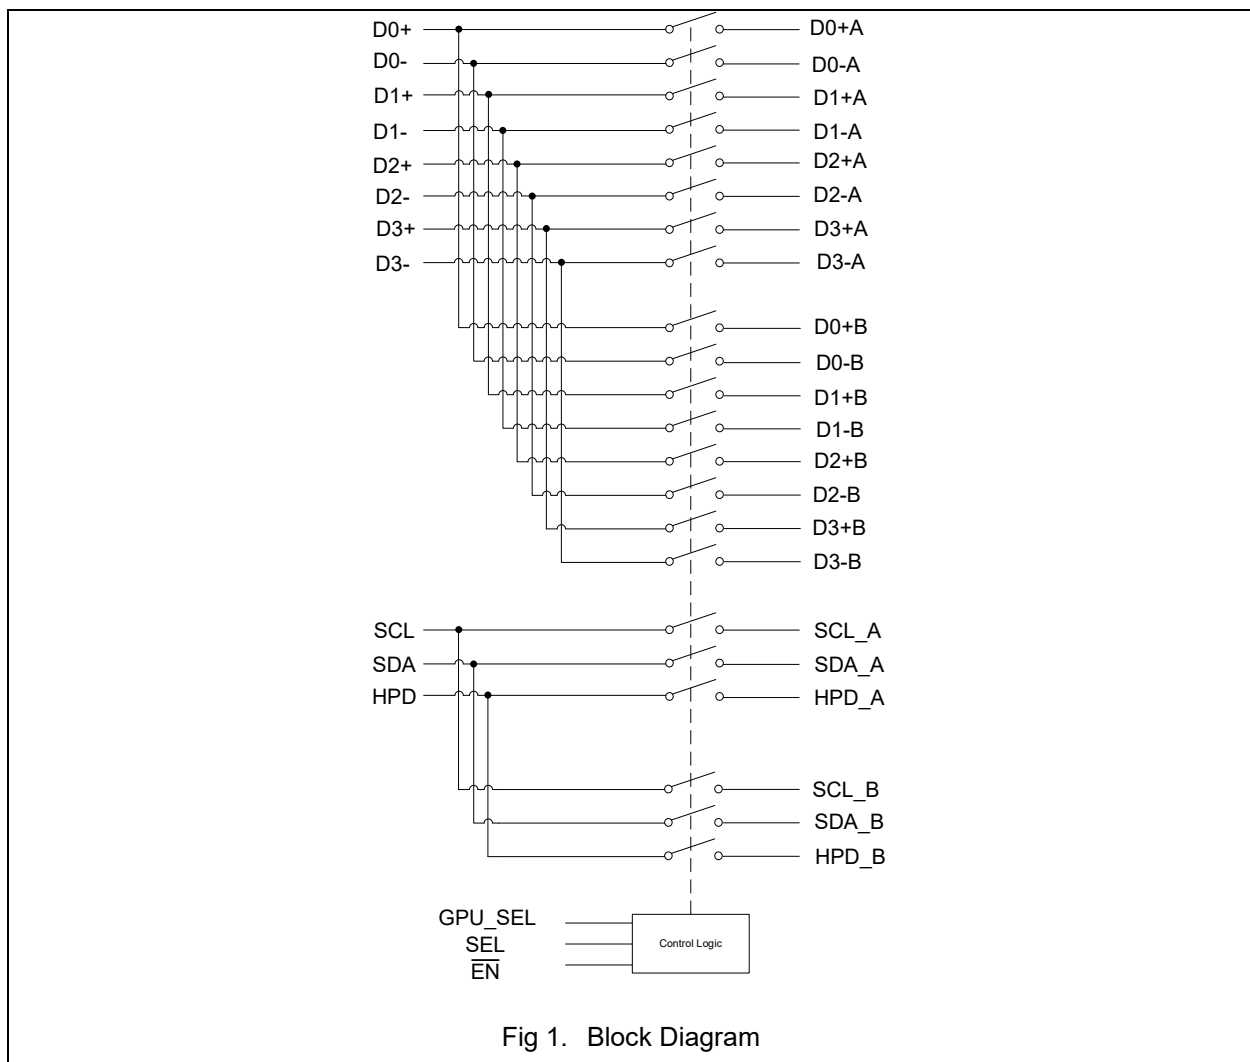 D0+ D0+A
D0- D0-A
D1+ D1+A
D1- D1-A
D2+ D2+A
D2- D2-A
D3+ D3+A
D3- D3-A
D0+B
D0-B
D1+B
D1-B
D2+B
D2-B
D3+B
D3-B
SCL SCL_A
SDA SDA_A
HPD HPD_A
SCL_B
SDA_B
HPD_B
GPU_SEL
SEL
E̅N̅
Control Logic
Fig 1. Block Diagram